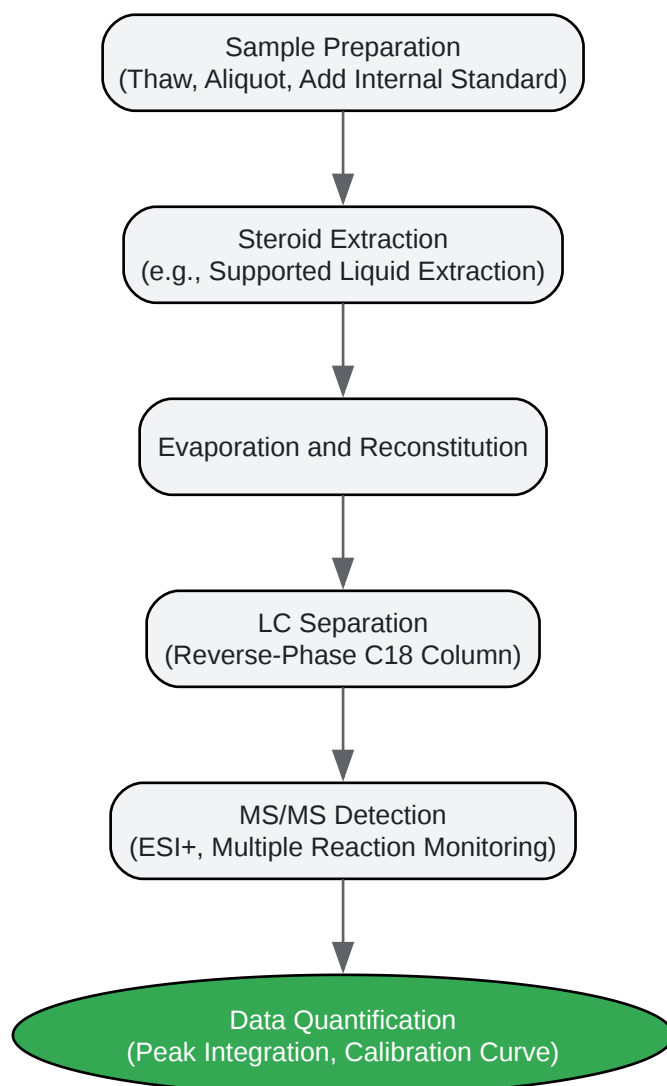 Sample Preparation
(Thaw, Aliquot, Add Internal Standard)
Steroid Extraction
(e.g., Supported Liquid Extraction)
Evaporation and Reconstitution
LC Separation
(Reverse-Phase C18 Column)
MS/MS Detection
(ESI+, Multiple Reaction Monitoring)
Data Quantification
(Peak Integration, Calibration Curve)